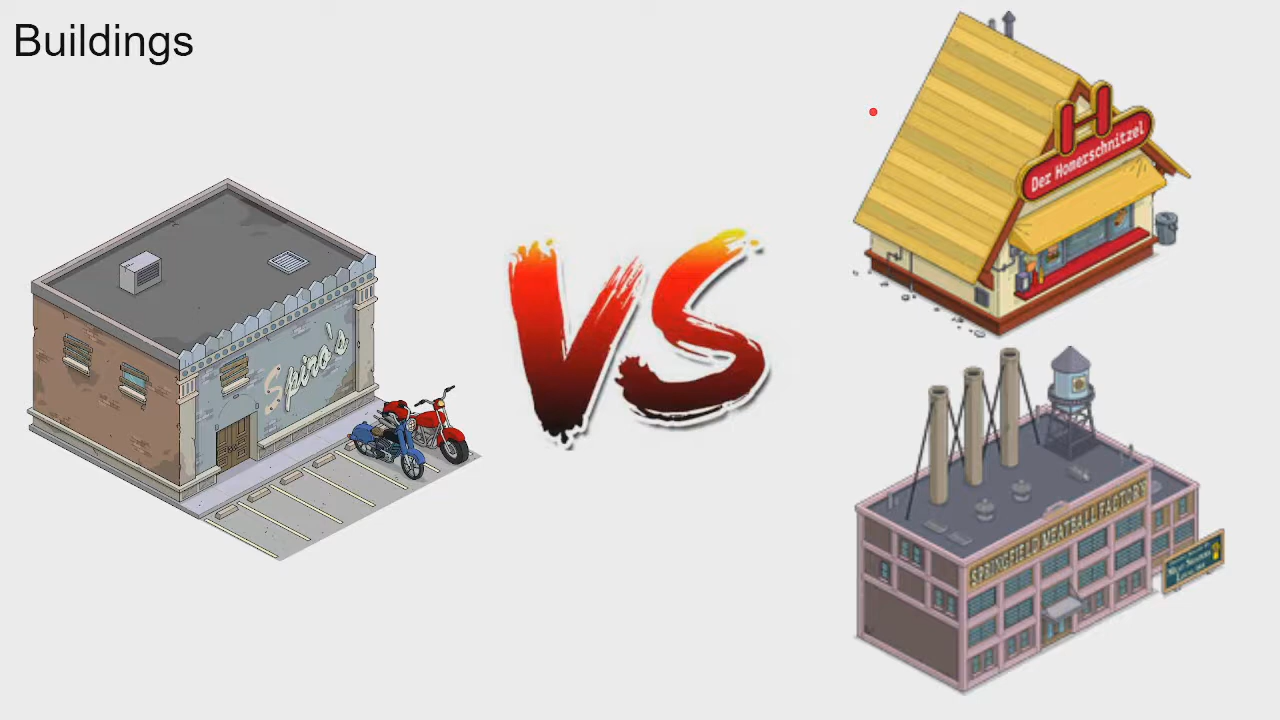 Buildings
Spiro's
VS
H
Der Homerschnitzel
SPRINGFIELD MEATBALL FACTORY